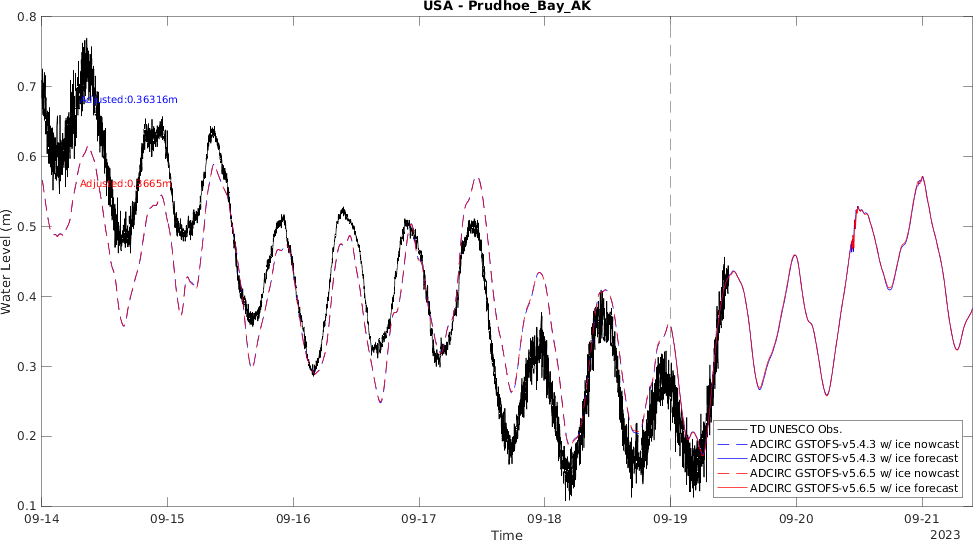 USA - Prudhoe_Bay_AK
0.8
0.7
0.6
0.5
0.4
0.3
0.2
0.1
Water Level (m)
Adjusted:0.36316m
Adjusted:0.3665m
TD UNESCO Obs.
ADCIRC GSTOFS-v5.4.3 w/ ice nowcast
ADCIRC GSTOFS-v5.4.3 w/ ice forecast
ADCIRC GSTOFS-v5.6.5 w/ ice nowcast
ADCIRC GSTOFS-v5.6.5 w/ ice forecast
09-14 09-15 09-16 09-17 09-18 09-19 09-20 09-21
Time
2023